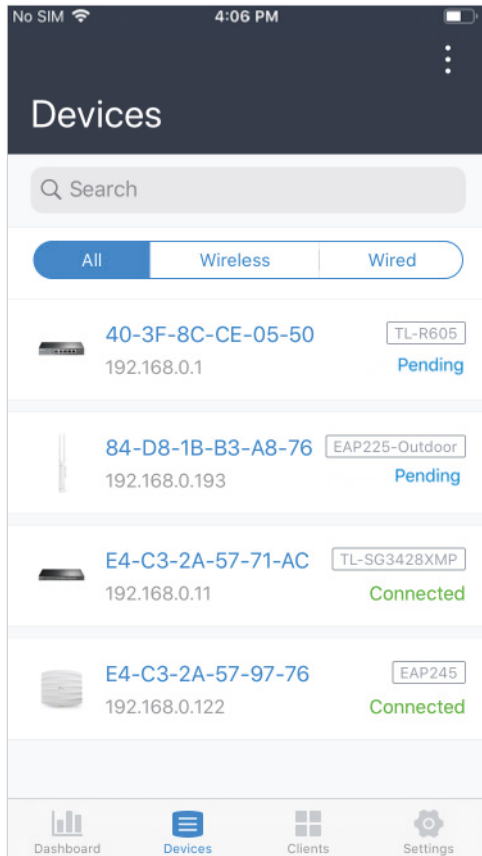 No SIM 4:06 PM
Devices
Search
All Wireless Wired
40-3F-8C-CE-05-50 TL-R605
192.168.0.1 Pending
84-D8-1B-B3-A8-76 EAP225-Outdoor
192.168.0.193 Pending
E4-C3-2A-57-71-AC TL-SG3428XMP
192.168.0.11 Connected
E4-C3-2A-57-97-76 EAP245
192.168.0.122 Connected
Dashboard Devices Clients Settings